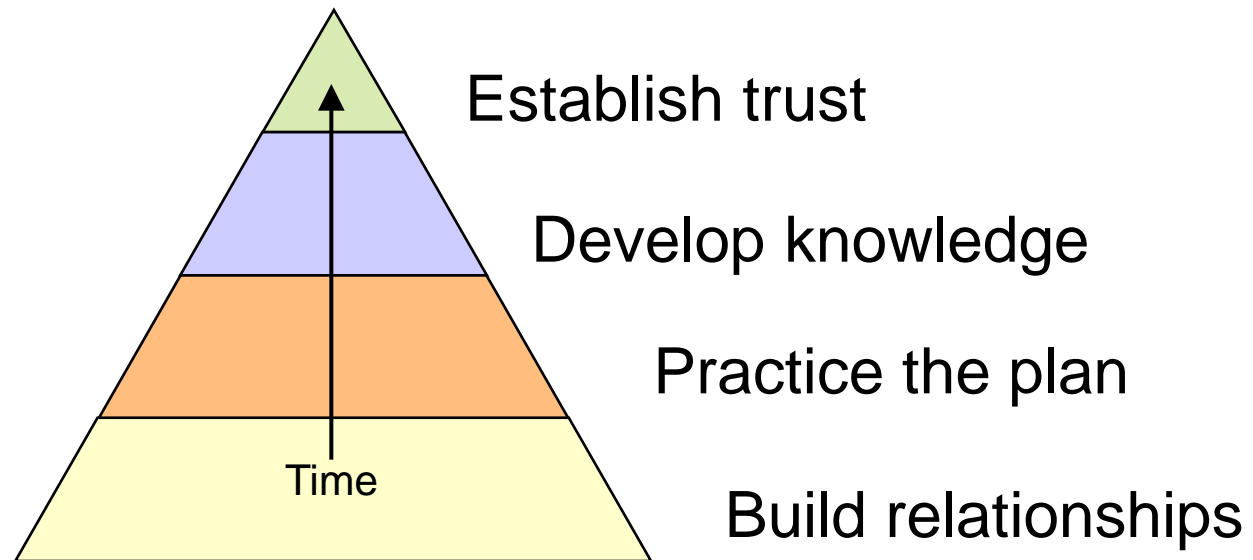 Establish trust
Develop knowledge
Practice the plan
Time
Build relationships